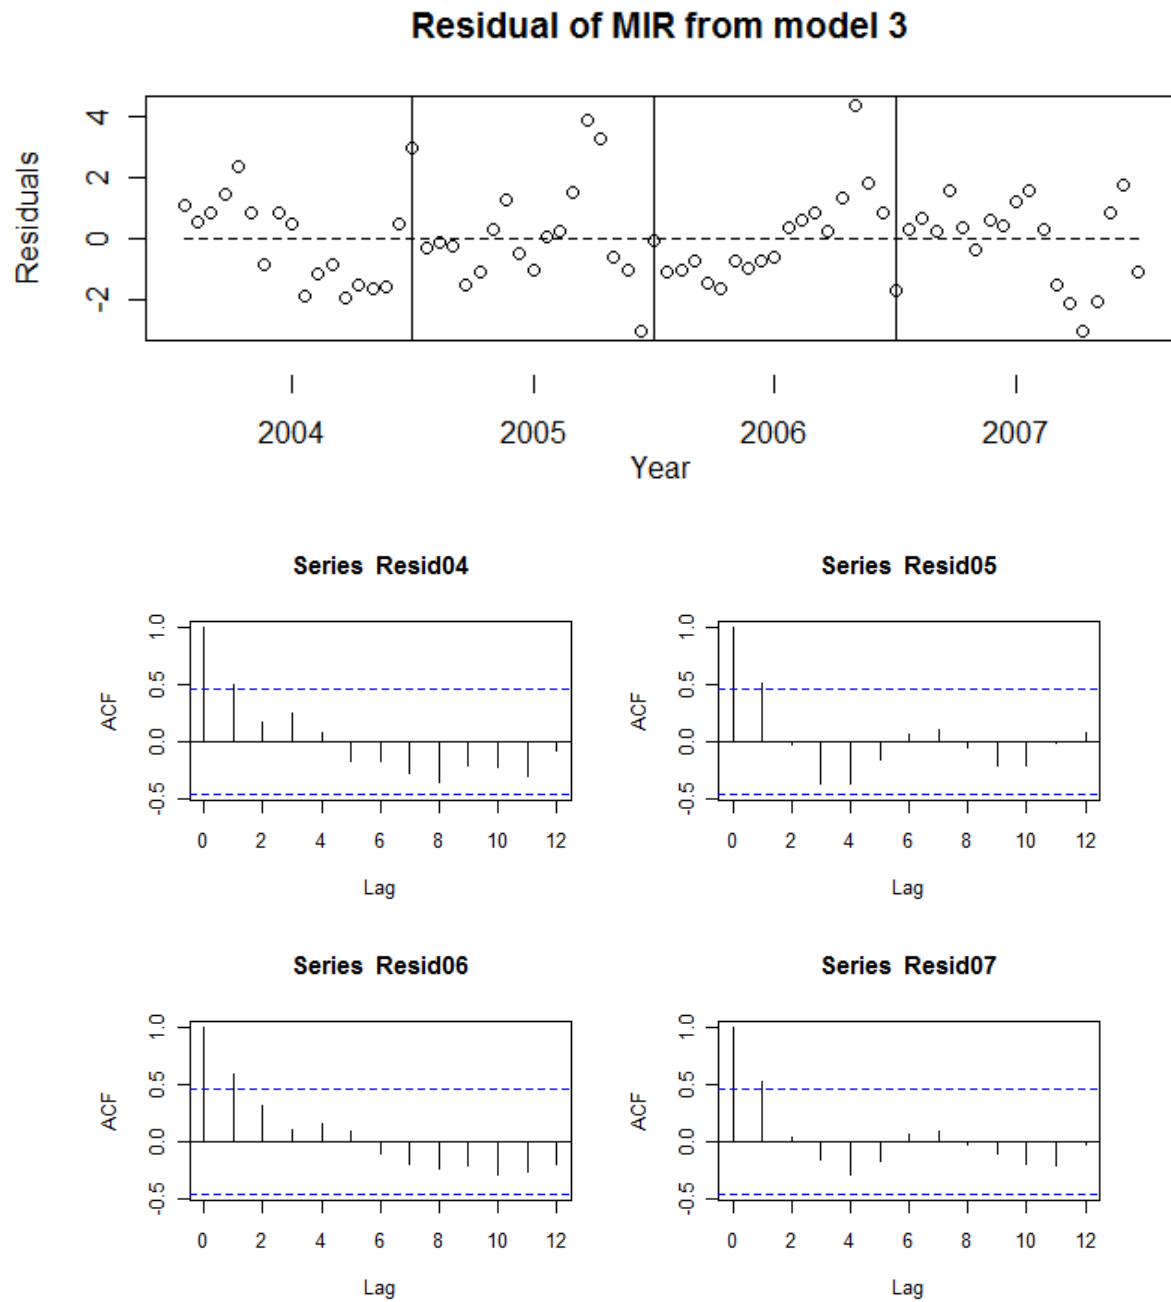 Residual of MIR from model 3
Residuals
4
2
0
-2
2004 2005 2006 2007
Year
Series Resid04
ACF
1.0
0.5
0.0
-0.5
0 2 4 6 8 10 12
Lag
Series Resid05
ACF
1.0
0.5
0.0
-0.5
0 2 4 6 8 10 12
Lag
Series Resid06
ACF
1.0
0.5
0.0
-0.5
0 2 4 6 8 10 12
Lag
Series Resid07
ACF
1.0
0.5
0.0
-0.5
0 2 4 6 8 10 12
Lag